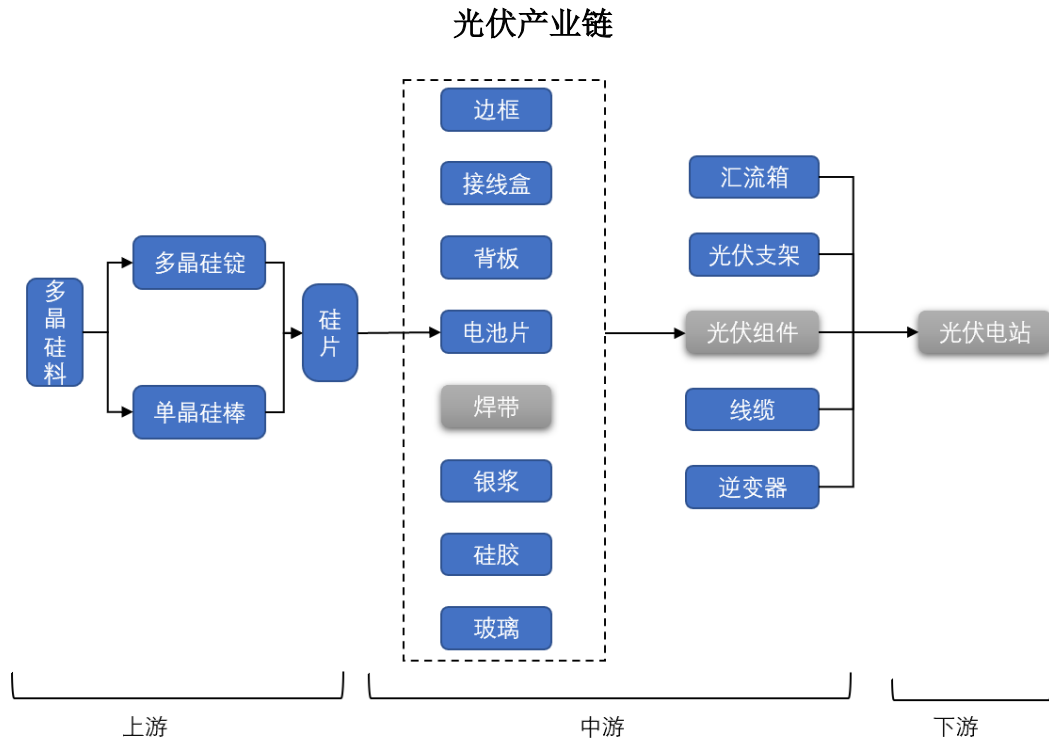 光伏产业链
多晶硅料
多晶硅锭
单晶硅棒
硅片
边框
接线盒
背板
电池片
焊带
银浆
硅胶
玻璃
汇流箱
光伏支架
光伏组件
线缆
逆变器
光伏电站
上游
中游
下游